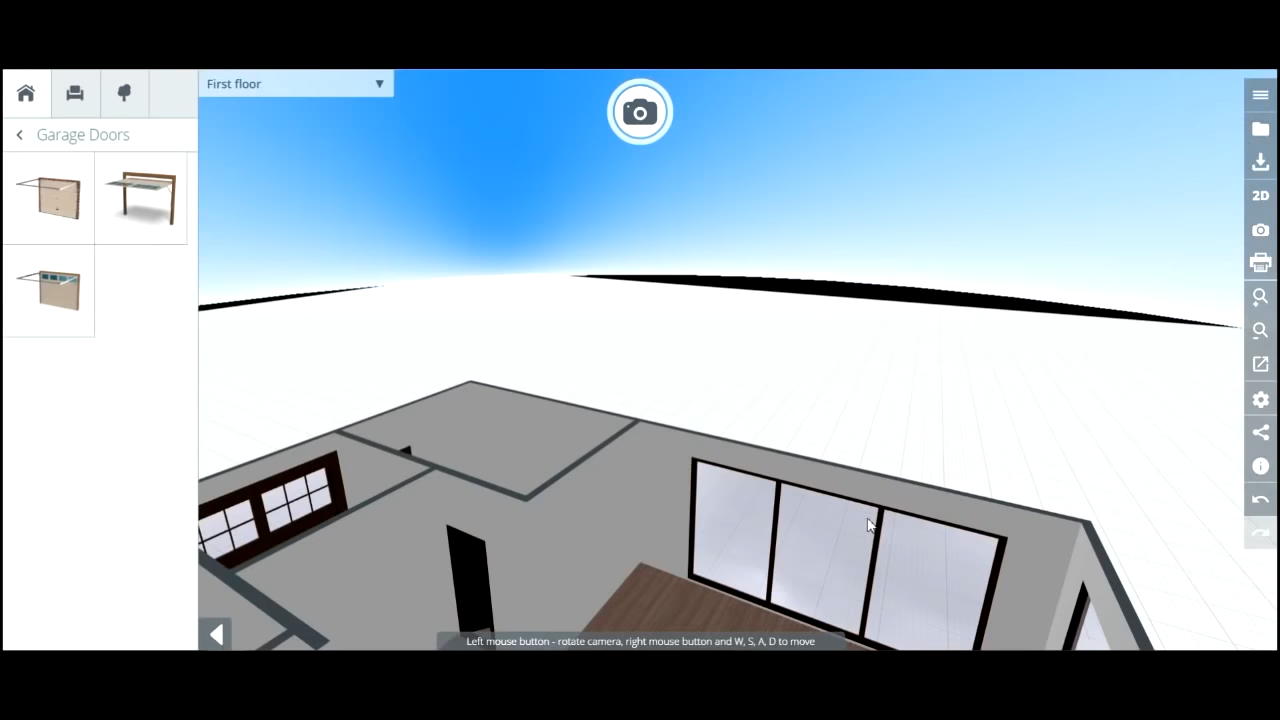 First floor ▼
Garage Doors
2D
Left mouse button - rotate camera, right mouse button and W, S, A, D to move